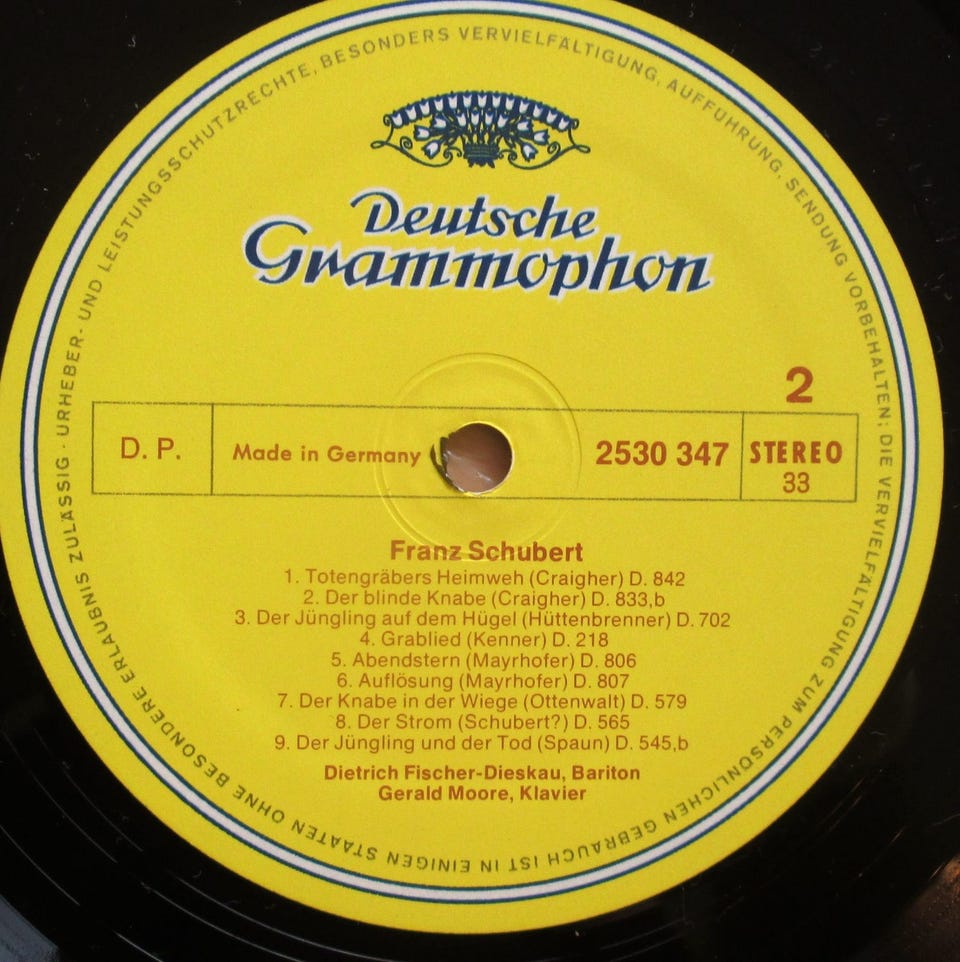 URHEBER- UND LEISTUNGSSCHUTZRECHTE, BESONDERS VERVIELFÄLTIGUNG, AUFFÜHRUNG, SENDUNG VORBEHALTEN; DIE VERVIELFÄLTIGUNG ZUM PERSÖNLICHEN GEBRAUCH IST IN EINIGEN STAATEN OHNE BESONDERE ERLAUBNIS ZULÄSSIG ·
Deutsche
Grammophon
2
D. P.
Made in Germany
2530 347
STEREO
33
Franz Schubert
1. Totengräbers Heimweh (Craigher) D. 842
2. Der blinde Knabe (Craigher) D. 833,b
3. Der Jüngling auf dem Hügel (Hüttenbrenner) D. 702
4. Grablied (Kenner) D. 218
5. Abendstern (Mayrhofer) D. 806
6. Auflösung (Mayrhofer) D. 807
7. Der Knabe in der Wiege (Ottenwalt) D. 579
8. Der Strom (Schubert?) D. 565
9. Der Jüngling und der Tod (Spaun) D. 545,b
Dietrich Fischer-Dieskau, Bariton
Gerald Moore, Klavier